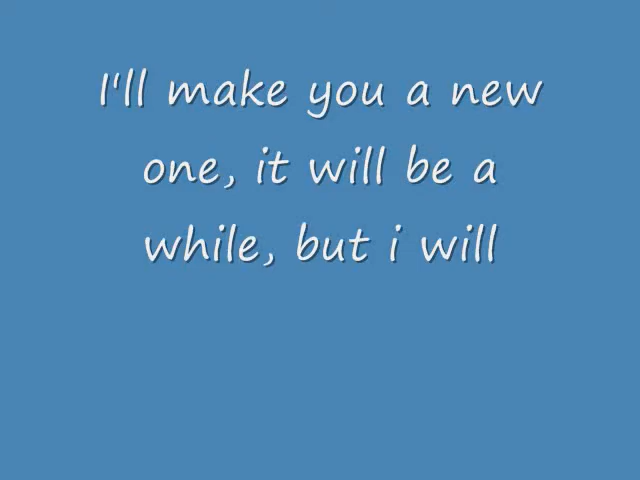 I'll make you a new
one, it will be a
while, but i will